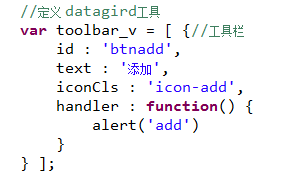 //定义 datagird工具
var toolbar_v = [ {//工具栏
id : 'btnadd',
text : '添加',
iconCls : 'icon-add',
handler : function() {
alert('add')
}
} ];